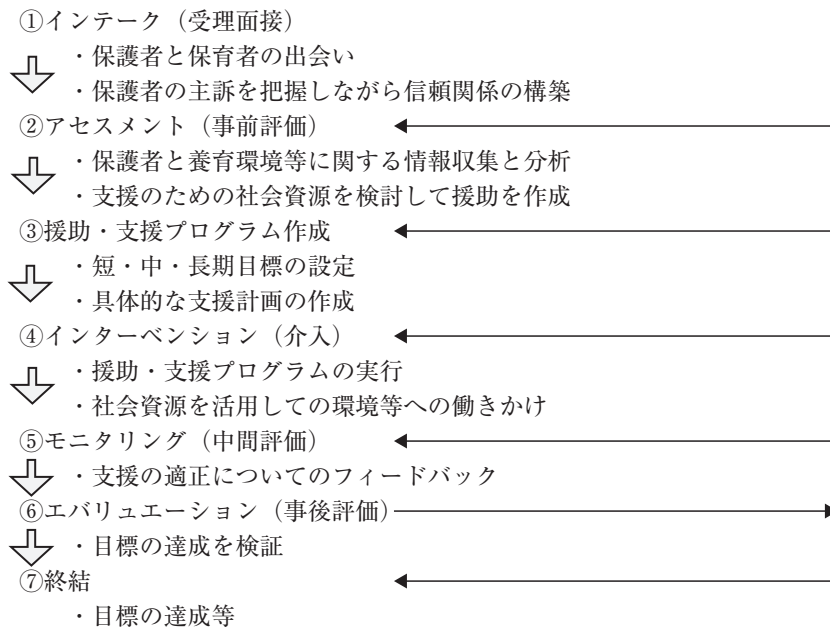 ①インテーク（受理面接）
・保護者と保育者の出会い
・保護者の主訴を把握しながら信頼関係の構築
②アセスメント（事前評価）
・保護者と養育環境等に関する情報収集と分析
・支援のための社会資源を検討して援助を作成
③援助・支援プログラム作成
・短・中・長期目標の設定
・具体的な支援計画の作成
④インターベンション（介入）
・援助・支援プログラムの実行
・社会資源を活用しての環境等への働きかけ
⑤モニタリング（中間評価）
・支援の適正についてのフィードバック
⑥エバリュエーション（事後評価）
・目標の達成を検証
⑦終結
・目標の達成等